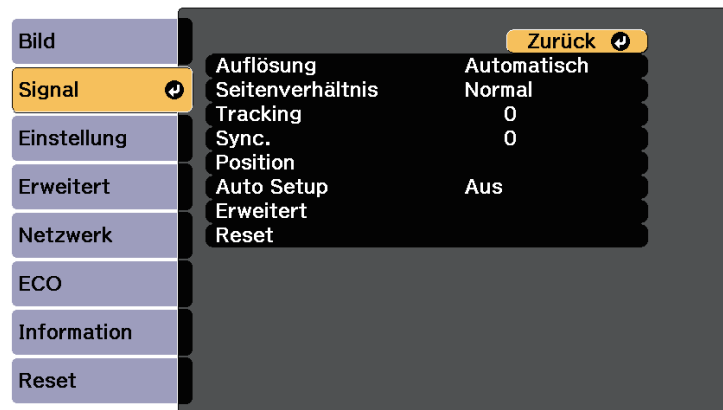 Bild
Signal
Einstellung
Erweitert
Netzwerk
ECO
Information
Reset
Zurück
Auflösung Automatisch
Seitenverhältnis Normal
Tracking 0
Sync. 0
Position
Auto Setup Aus
Erweitert
Reset